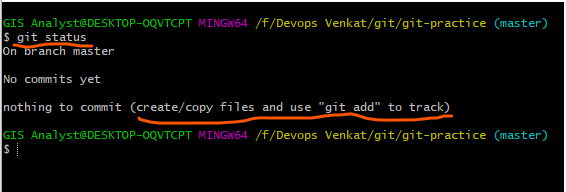 GIS Analyst@DESKTOP-OQVTCPT MINGW64 /f/Devops Venkat/git/git-practice (master)
$ git status
On branch master
No commits yet
nothing to commit (create/copy files and use "git add" to track)
GIS Analyst@DESKTOP-OQVTCPT MINGW64 /f/Devops Venkat/git/git-practice (master)
$